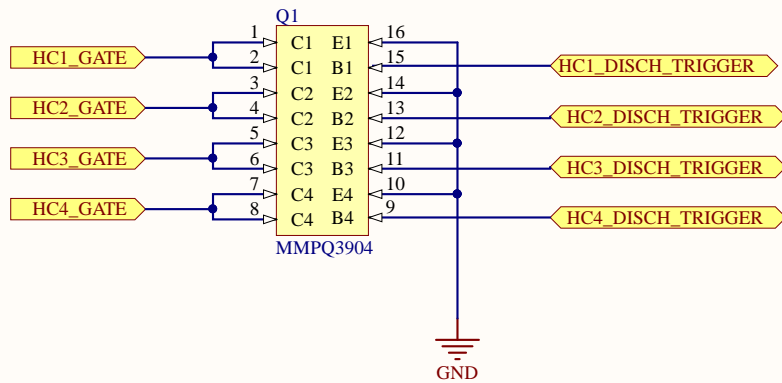 Q1
HC1_GATE 1 C1 E1 16
2 C1 B1 15 HC1_DISCH_TRIGGER
HC2_GATE 3 C2 E2 14
4 C2 B2 13 HC2_DISCH_TRIGGER
HC3_GATE 5 C3 E3 12
6 C3 B3 11 HC3_DISCH_TRIGGER
HC4_GATE 7 C4 E4 10
8 C4 B4 9 HC4_DISCH_TRIGGER
MMPQ3904
GND